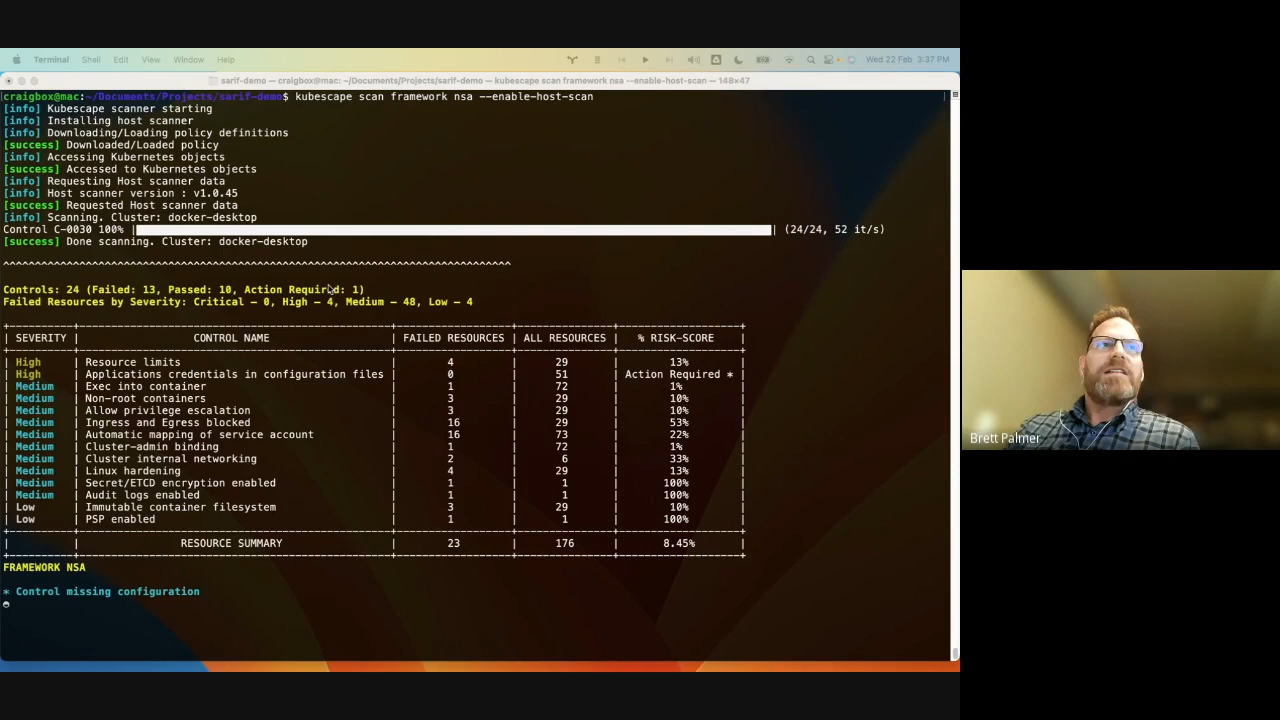 Terminal Shell Edit View Window Help Wed 22 Feb 3:37 PM
sarif-demo — craigbox@mac: ~/Documents/Projects/sarif-demo — kubescape scan framework nsa --enable-host-scan — 148×47
craigbox@mac:~/Documents/Projects/sarif-demo$ kubescape scan framework nsa --enable-host-scan
[info] Kubescape scanner starting
[info] Installing host scanner
[info] Downloading/Loading policy definitions
[success] Downloaded/Loaded policy
[info] Accessing Kubernetes objects
[success] Accessed to Kubernetes objects
[info] Requesting Host scanner data
[info] Host scanner version : v1.0.45
[success] Requested Host scanner data
[info] Scanning. Cluster: docker-desktop
Control C-0030 100% | | (24/24, 52 it/s)
[success] Done scanning. Cluster: docker-desktop
^^^^^^^^^^^^^^^^^^^^^^^^^^^^^^^^^^^^^^^^^^^^^^^^^^^^^^^^^^^^^^^^^^^^^^^^^^^^^^^^
Controls: 24 (Failed: 13, Passed: 10, Action Required: 1)
Failed Resources by Severity: Critical — 0, High — 4, Medium — 48, Low — 4
| SEVERITY | CONTROL NAME | FAILED RESOURCES | ALL RESOURCES | % RISK-SCORE |
| High | Resource limits | 4 | 29 | 13% |
| High | Applications credentials in configuration files | 0 | 51 | Action Required * |
| Medium | Exec into container | 1 | 72 | 1% |
| Medium | Non-root containers | 3 | 29 | 10% |
| Medium | Allow privilege escalation | 3 | 29 | 10% |
| Medium | Ingress and Egress blocked | 16 | 29 | 53% |
| Medium | Automatic mapping of service account | 16 | 73 | 22% |
| Medium | Cluster-admin binding | 1 | 72 | 1% |
| Medium | Cluster internal networking | 2 | 6 | 33% |
| Medium | Linux hardening | 4 | 29 | 13% |
| Medium | Secret/ETCD encryption enabled | 1 | 1 | 100% |
| Medium | Audit logs enabled | 1 | 1 | 100% |
| Low | Immutable container filesystem | 3 | 29 | 10% |
| Low | PSP enabled | 1 | 1 | 100% |
| | RESOURCE SUMMARY | 23 | 176 | 8.45% |
FRAMEWORK NSA
* Control missing configuration
Brett Palmer